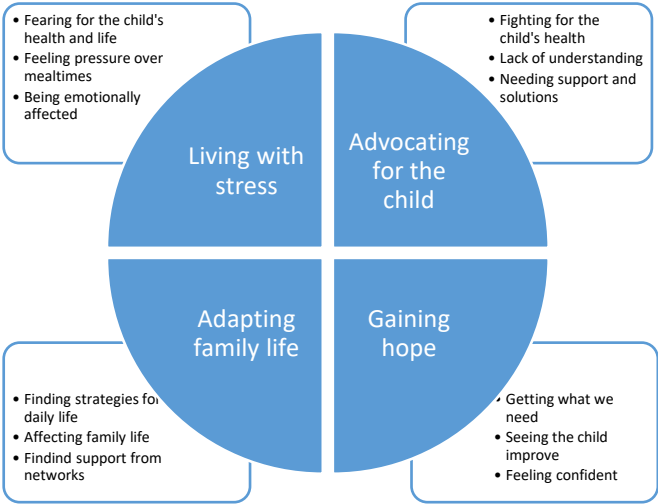 • Fearing for the child's
health and life
• Feeling pressure over
mealtimes
• Being emotionally
affected
• Fighting for the
child's health
• Lack of understanding
• Needing support and
solutions
Living with
stress
Advocating
for the
child
Adapting
family life
Gaining
hope
• Finding strategies for
daily life
• Affecting family life
• Findind support from
networks
• Getting what we
need
• Seeing the child
improve
• Feeling confident